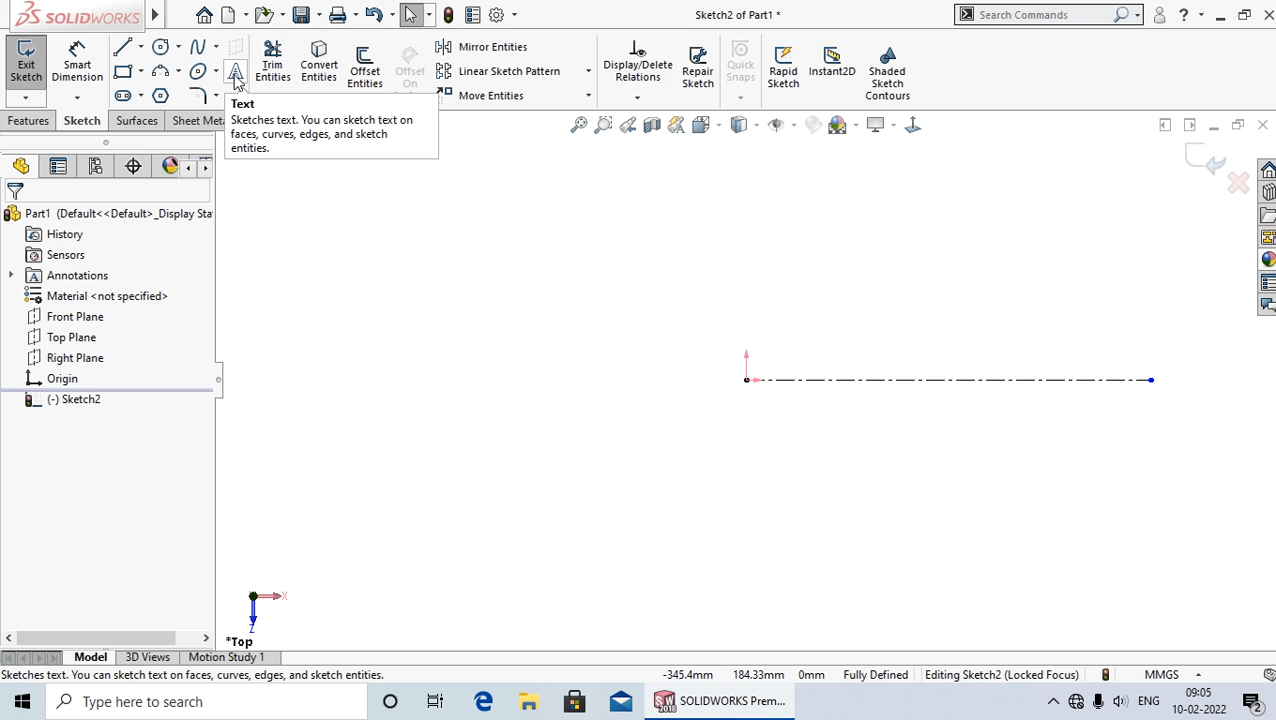 SOLIDWORKS
Sketch2 of Part1 *
Search Commands
Exit Sketch
Smart Dimension
Trim Entities
Convert Entities
Offset Entities
Offset On
Mirror Entities
Linear Sketch Pattern
Move Entities
Display/Delete Relations
Repair Sketch
Quick Snaps
Rapid Sketch
Instant2D
Shaded Sketch Contours
Text
Sketches text. You can sketch text on
faces, curves, edges, and sketch
entities.
Features
Sketch
Surfaces
Sheet Met
Part1 (Default<<Default>_Display Sta
History
Sensors
Annotations
Material <not specified>
Front Plane
Top Plane
Right Plane
Origin
(-) Sketch2
X
Z
*Top
Model
3D Views
Motion Study 1
Sketches text. You can sketch text on faces, curves, edges, and sketch entities.
-345.4mm
184.33mm
0mm
Fully Defined
Editing Sketch2 (Locked Focus)
MMGS
Type here to search
SW 2018
SOLIDWORKS Prem...
ENG
09:05
10-02-2022
2